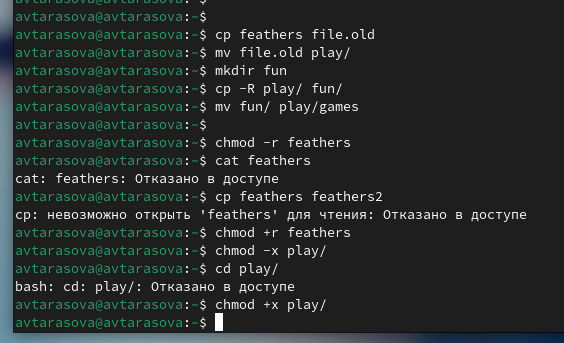 avtarasova@avtarasova:~$
avtarasova@avtarasova:~$ cp feathers file.old
avtarasova@avtarasova:~$ mv file.old play/
avtarasova@avtarasova:~$ mkdir fun
avtarasova@avtarasova:~$ cp -R play/ fun/
avtarasova@avtarasova:~$ mv fun/ play/games
avtarasova@avtarasova:~$
avtarasova@avtarasova:~$ chmod -r feathers
avtarasova@avtarasova:~$ cat feathers
cat: feathers: Отказано в доступе
avtarasova@avtarasova:~$ cp feathers feathers2
cp: невозможно открыть 'feathers' для чтения: Отказано в доступе
avtarasova@avtarasova:~$ chmod +r feathers
avtarasova@avtarasova:~$ chmod -x play/
avtarasova@avtarasova:~$ cd play/
bash: cd: play/: Отказано в доступе
avtarasova@avtarasova:~$ chmod +x play/
avtarasova@avtarasova:~$